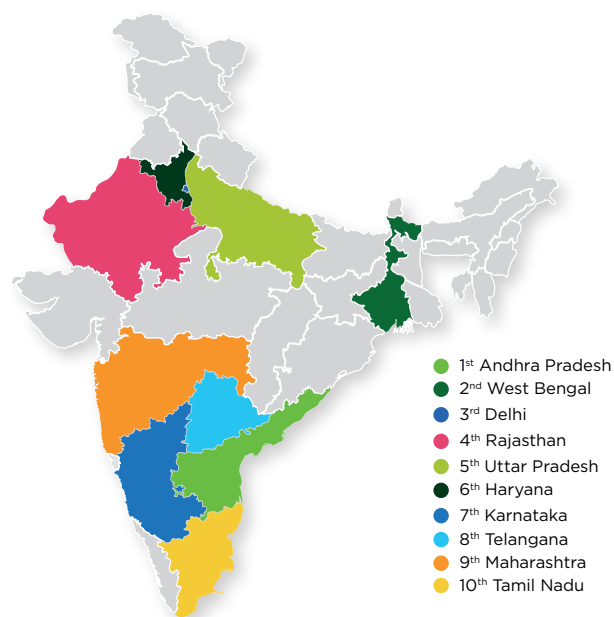 1st Andhra Pradesh
2nd West Bengal
3rd Delhi
4th Rajasthan
5th Uttar Pradesh
6th Haryana
7th Karnataka
8th Telangana
9th Maharashtra
10th Tamil Nadu